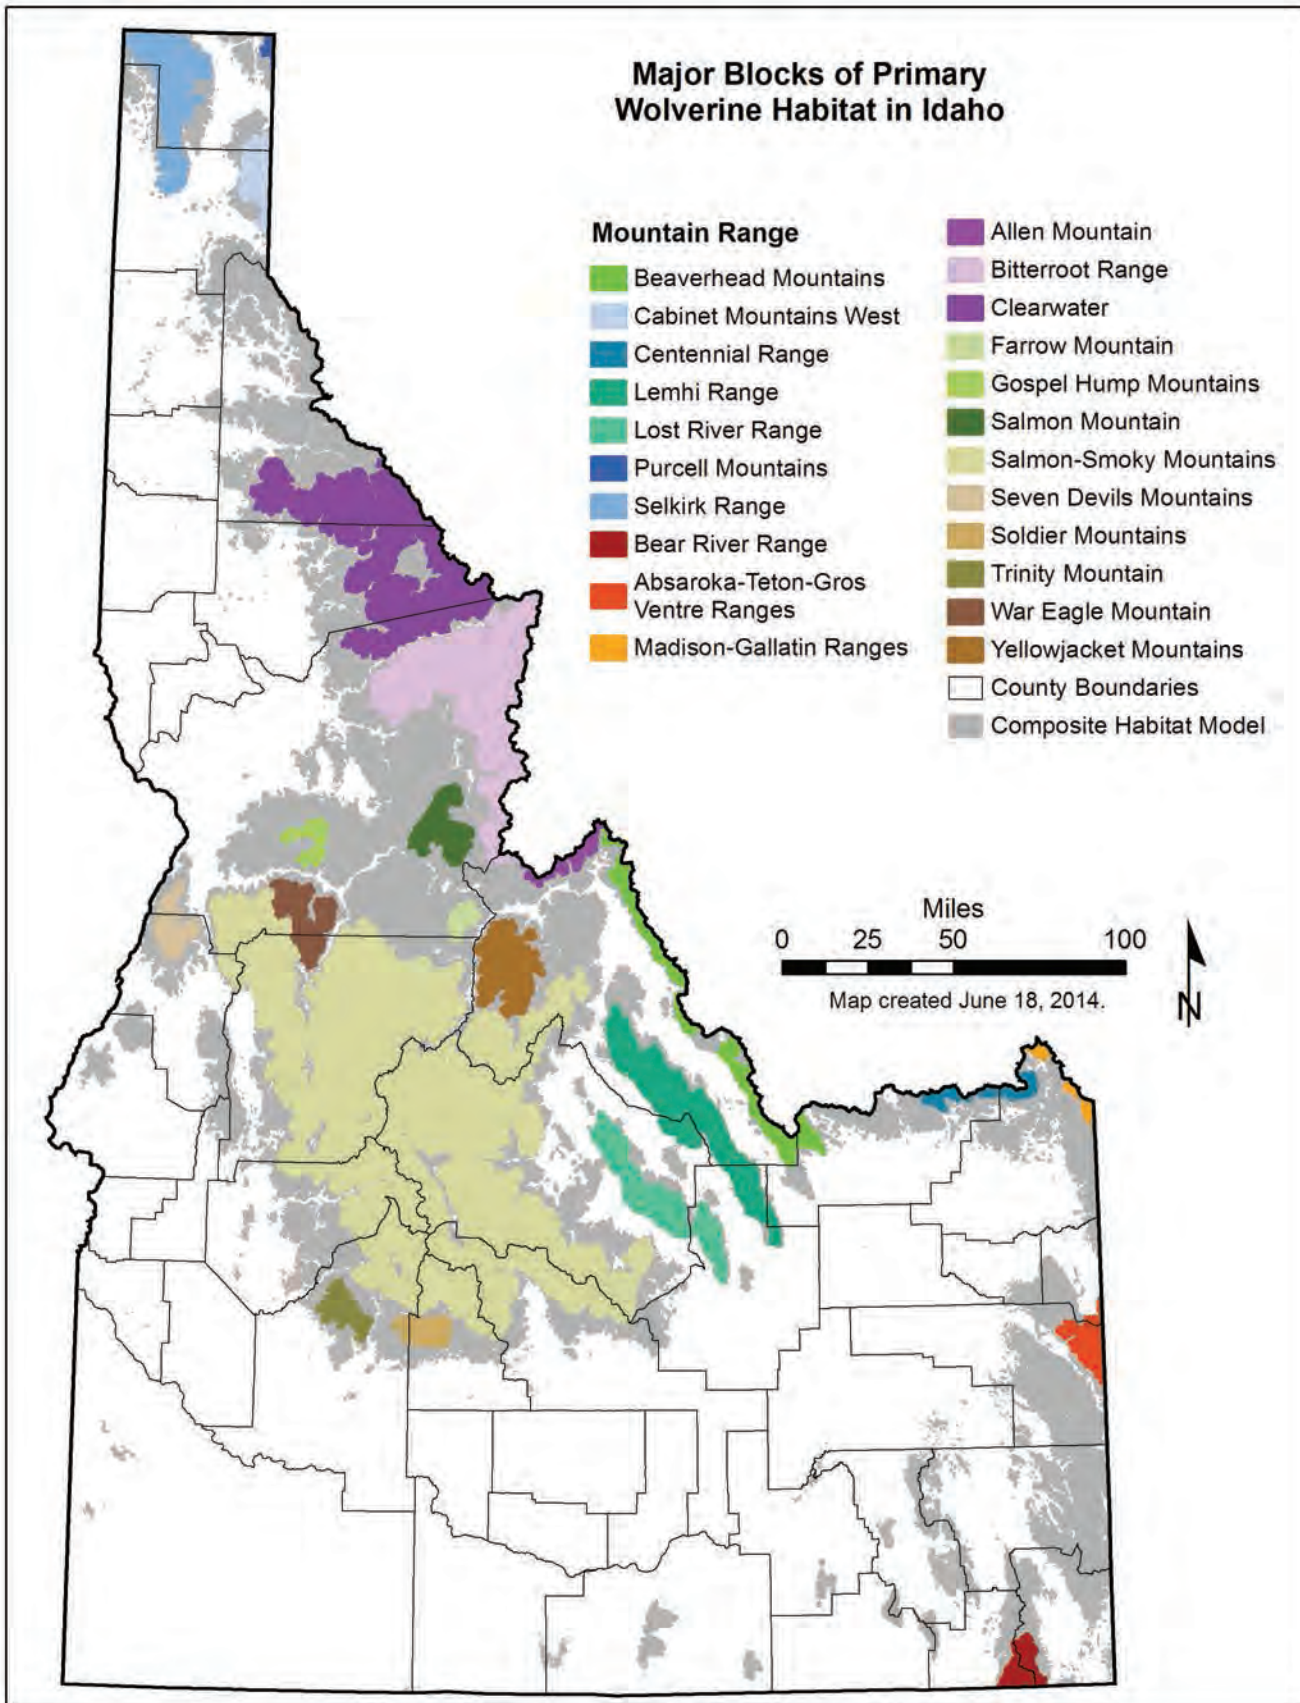 Major Blocks of Primary
Wolverine Habitat in Idaho
Mountain Range
Beaverhead Mountains
Cabinet Mountains West
Centennial Range
Lemhi Range
Lost River Range
Purcell Mountains
Selkirk Range
Bear River Range
Absaroka-Teton-Gros
Ventre Ranges
Madison-Gallatin Ranges
Allen Mountain
Bitterroot Range
Clearwater
Farrow Mountain
Gospel Hump Mountains
Salmon Mountain
Salmon-Smoky Mountains
Seven Devils Mountains
Soldier Mountains
Trinity Mountain
War Eagle Mountain
Yellowjacket Mountains
County Boundaries
Composite Habitat Model
Miles
0 25 50 100
Map created June 18, 2014.
N